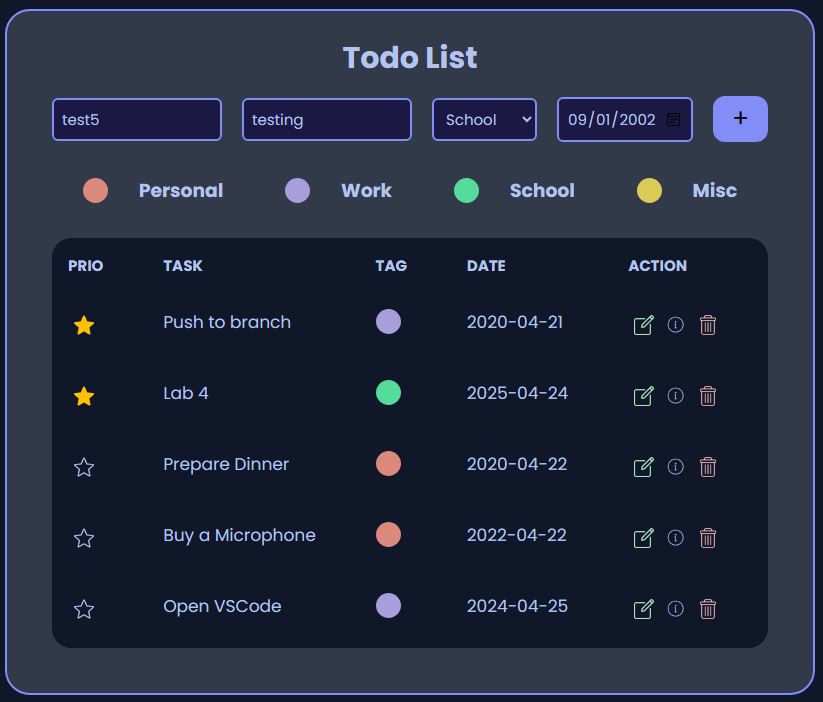 Todo List
test5 testing School 09/01/2002 +
Personal Work School Misc
PRIO TASK TAG DATE ACTION
Push to branch 2020-04-21
Lab 4 2025-04-24
Prepare Dinner 2020-04-22
Buy a Microphone 2022-04-22
Open VSCode 2024-04-25